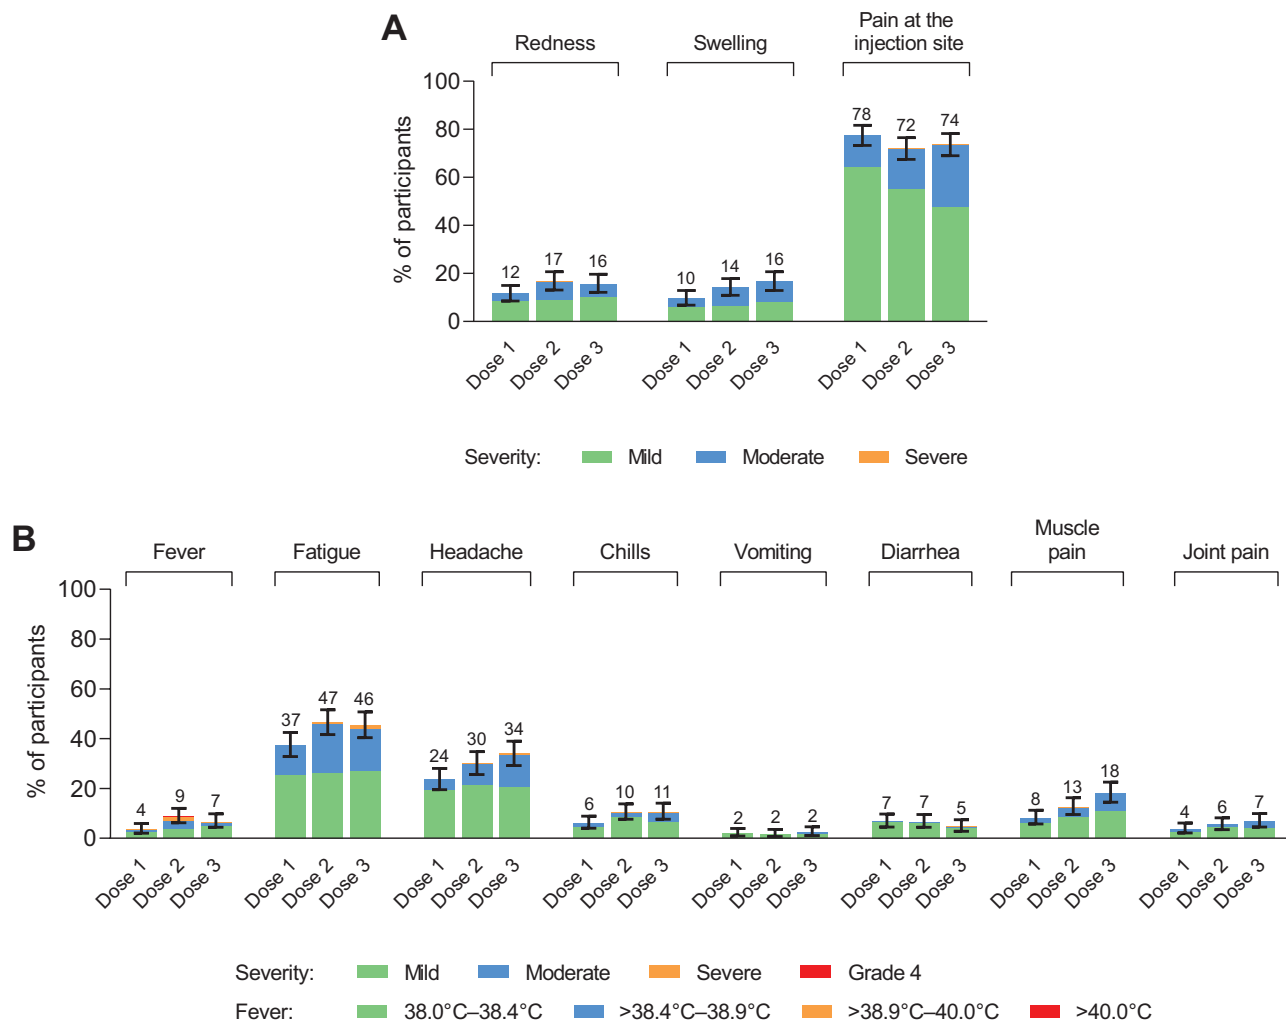 A
Redness
Swelling
Pain at the
injection site
% of participants
100
80
60
40
20
0
12
17
16
10
14
16
78
72
74
Dose 1
Dose 2
Dose 3
Dose 1
Dose 2
Dose 3
Dose 1
Dose 2
Dose 3
Severity: Mild Moderate Severe
B
Fever
Fatigue
Headache
Chills
Vomiting
Diarrhea
Muscle
pain
Joint pain
% of participants
100
80
60
40
20
0
4
9
7
37
47
46
24
30
34
6
10
11
2
2
2
7
7
5
8
13
18
4
6
7
Dose 1
Dose 2
Dose 3
Dose 1
Dose 2
Dose 3
Dose 1
Dose 2
Dose 3
Dose 1
Dose 2
Dose 3
Dose 1
Dose 2
Dose 3
Dose 1
Dose 2
Dose 3
Dose 1
Dose 2
Dose 3
Dose 1
Dose 2
Dose 3
Severity: Mild Moderate Severe Grade 4
Fever: 38.0°C–38.4°C >38.4°C–38.9°C >38.9°C–40.0°C >40.0°C